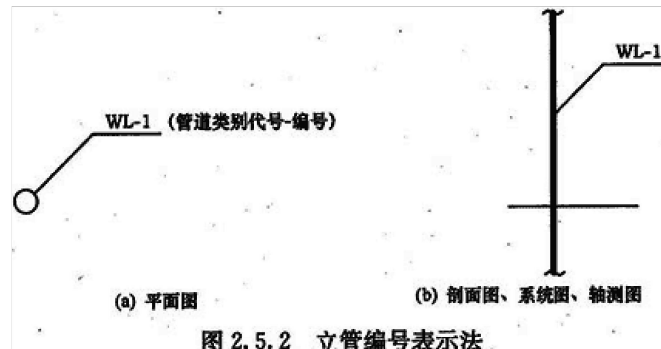 WL-1 (管道类别代号-编号)
WL-1
(a) 平面图
(b) 剖面图、系统图、轴测图
图 2.5.2 立管编号表示法